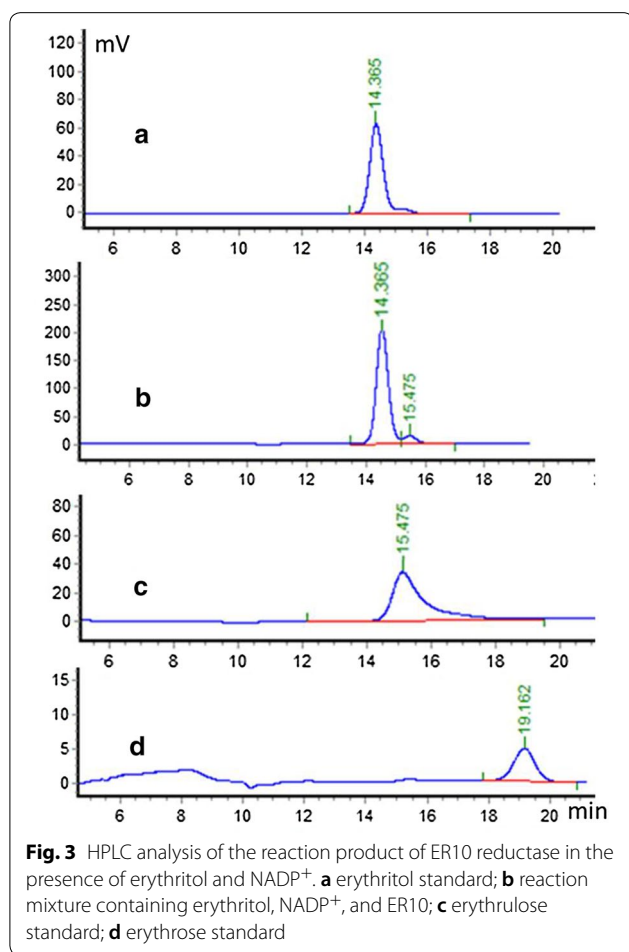 120
mV
100
80
60
40
20
0
14.365
a
6 8 10 12 14 16 18 20
300
250
200
150
100
50
0
14.365
15.475
b
6 8 10 12 14 16 18 20
80
60
40
20
0
15.475
c
6 8 10 12 14 16 18 20
15
10
5
0
19.162
d
6 8 10 12 14 16 18 20 min
Fig. 3 HPLC analysis of the reaction product of ER10 reductase in the
presence of erythritol and NADP⁺. a erythritol standard; b reaction
mixture containing erythritol, NADP⁺, and ER10; c erythrulose
standard; d erythrose standard